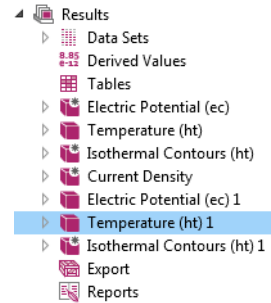 Results
Data Sets
8.85
e-12 Derived Values
Tables
Electric Potential (ec)
Temperature (ht)
Isothermal Contours (ht)
Current Density
Electric Potential (ec) 1
Temperature (ht) 1
Isothermal Contours (ht) 1
Export
Reports